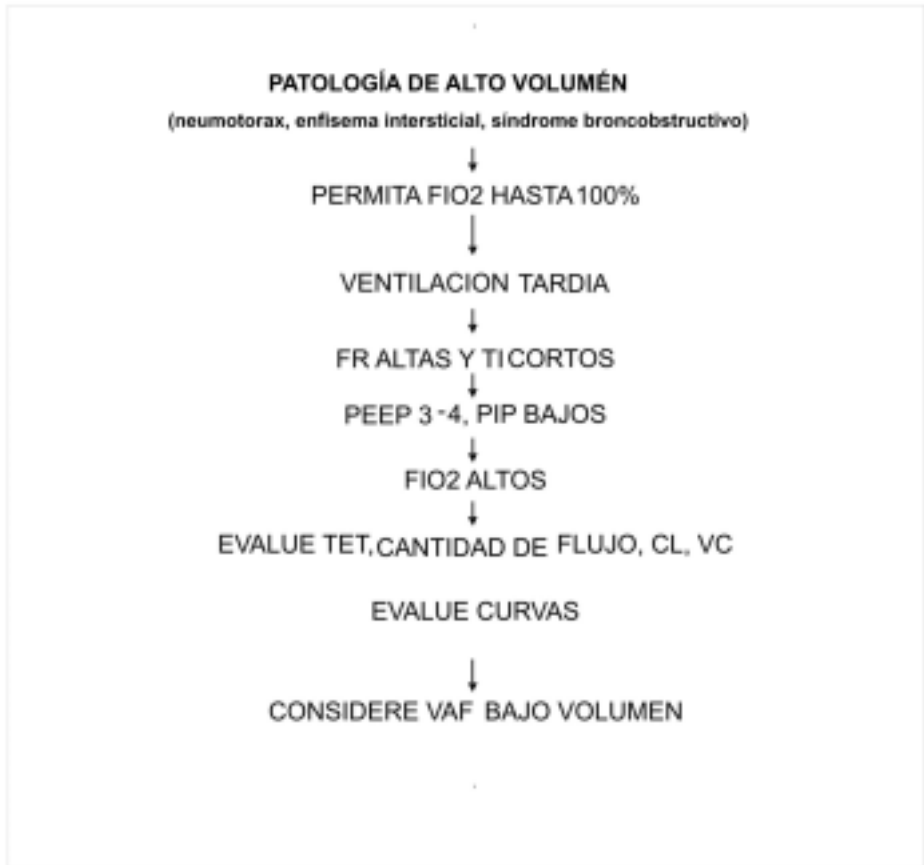 PATOLOGÍA DE ALTO VOLUMÉN
(neumotorax, enfisema intersticial, síndrome broncobstructivo)
PERMITA FIO2 HASTA 100%
VENTILACION TARDIA
FR ALTAS Y TI CORTOS
PEEP 3-4, PIP BAJOS
FIO2 ALTOS
EVALUE TET, CANTIDAD DE FLUJO, CL, VC
EVALUE CURVAS
CONSIDERE VAF BAJO VOLUMEN